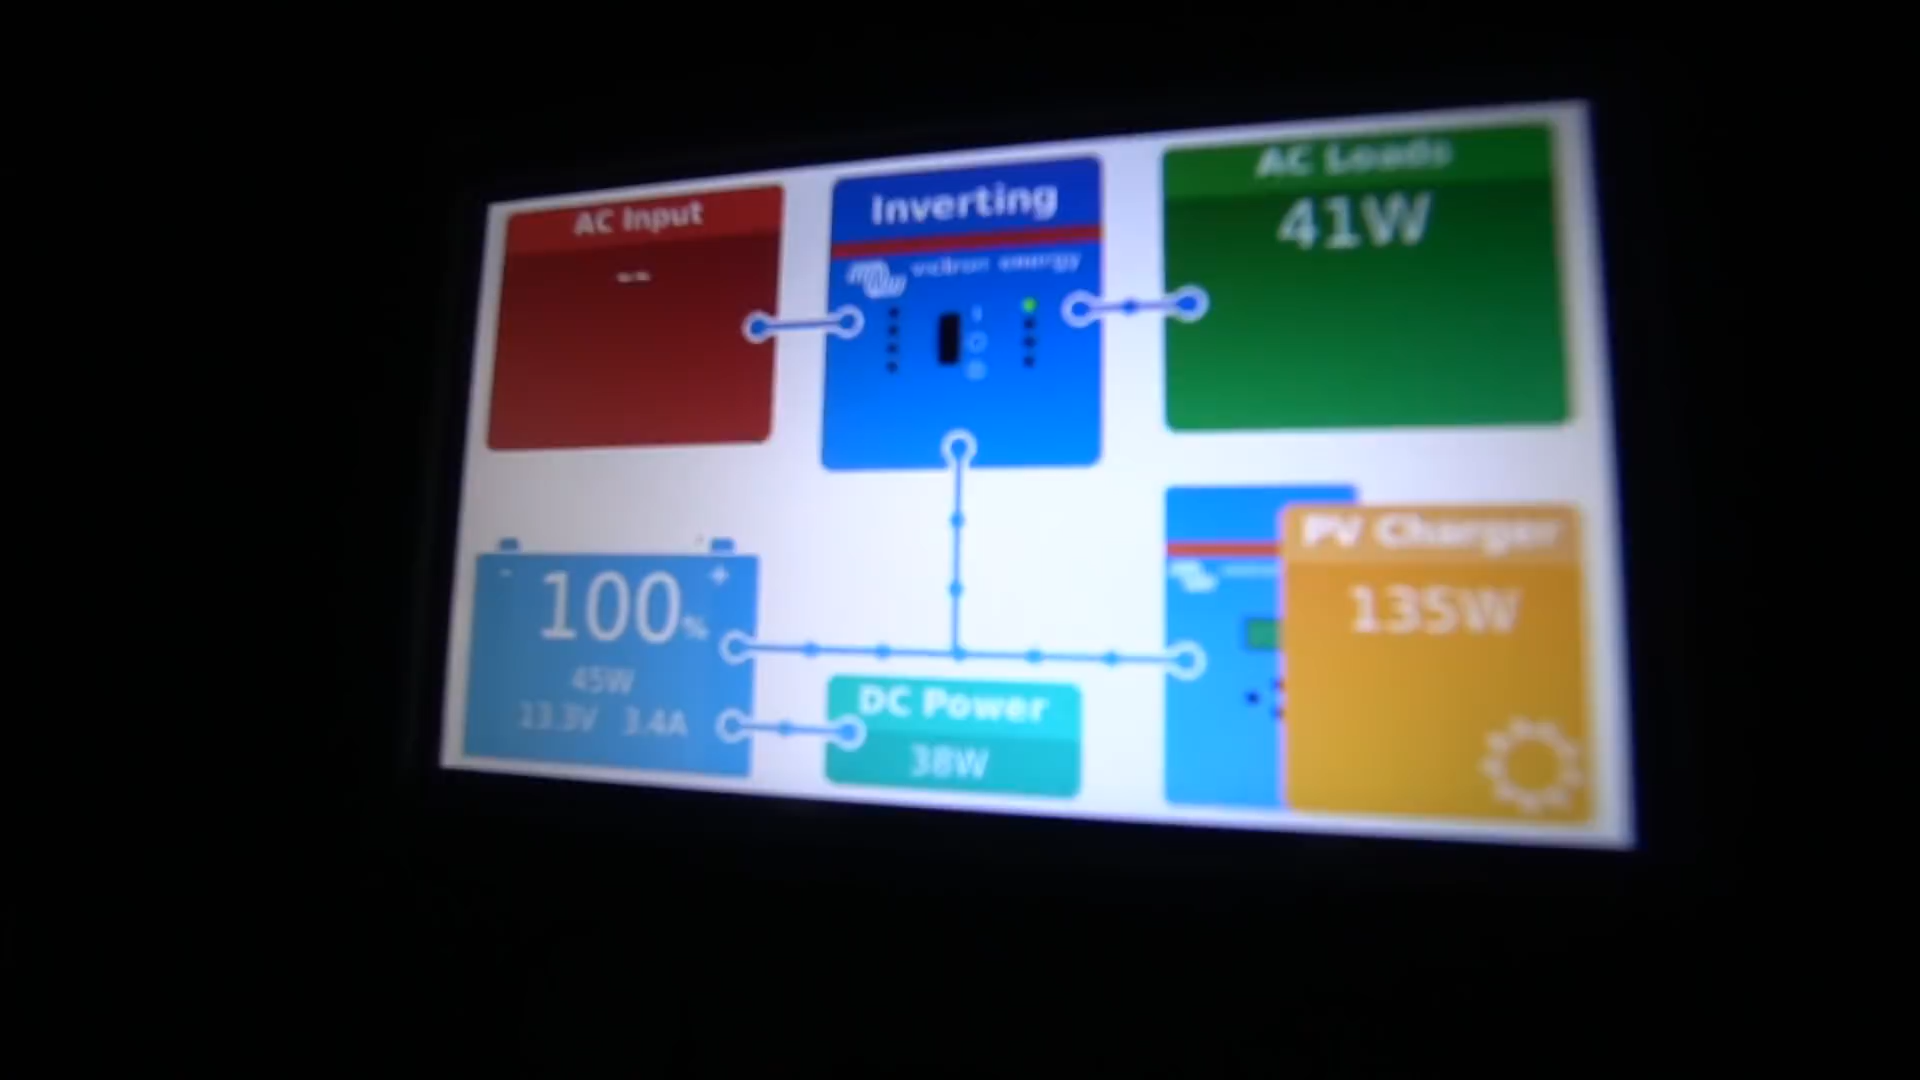 AC Input
--
Inverting
victron energy
AC Loads
41W
- +
100%
45W
13.3V 3.4A
DC Power
38W
PV Charger
135W